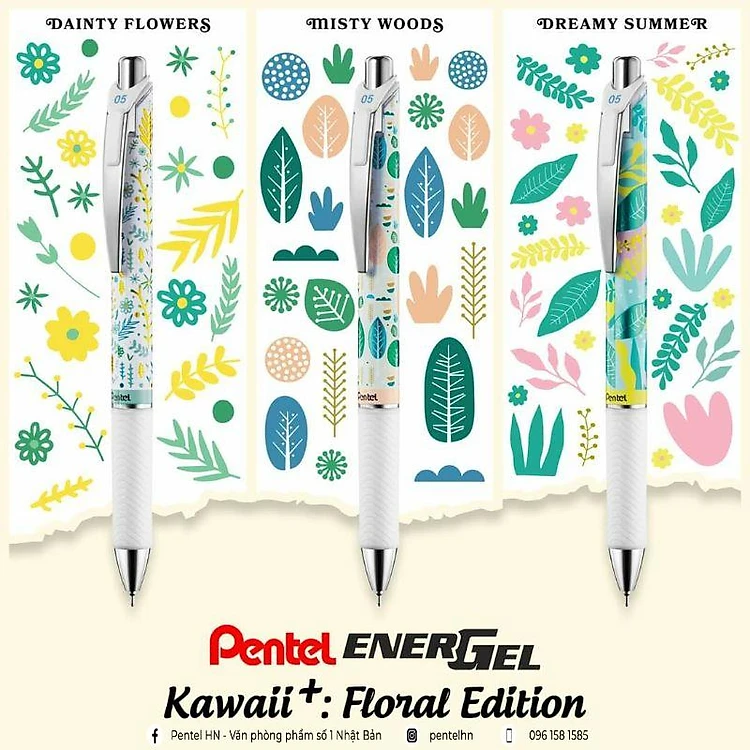 DAINTY FLOWERS
MISTY WOODS
DREAMY SUMMER
05
05
05
Pentel
Pentel
Pentel
Pentel ENERGEL
Kawaii+: Floral Edition
Pentel HN - Văn phòng phẩm số 1 Nhật Bản
pentelhn
096 158 1585